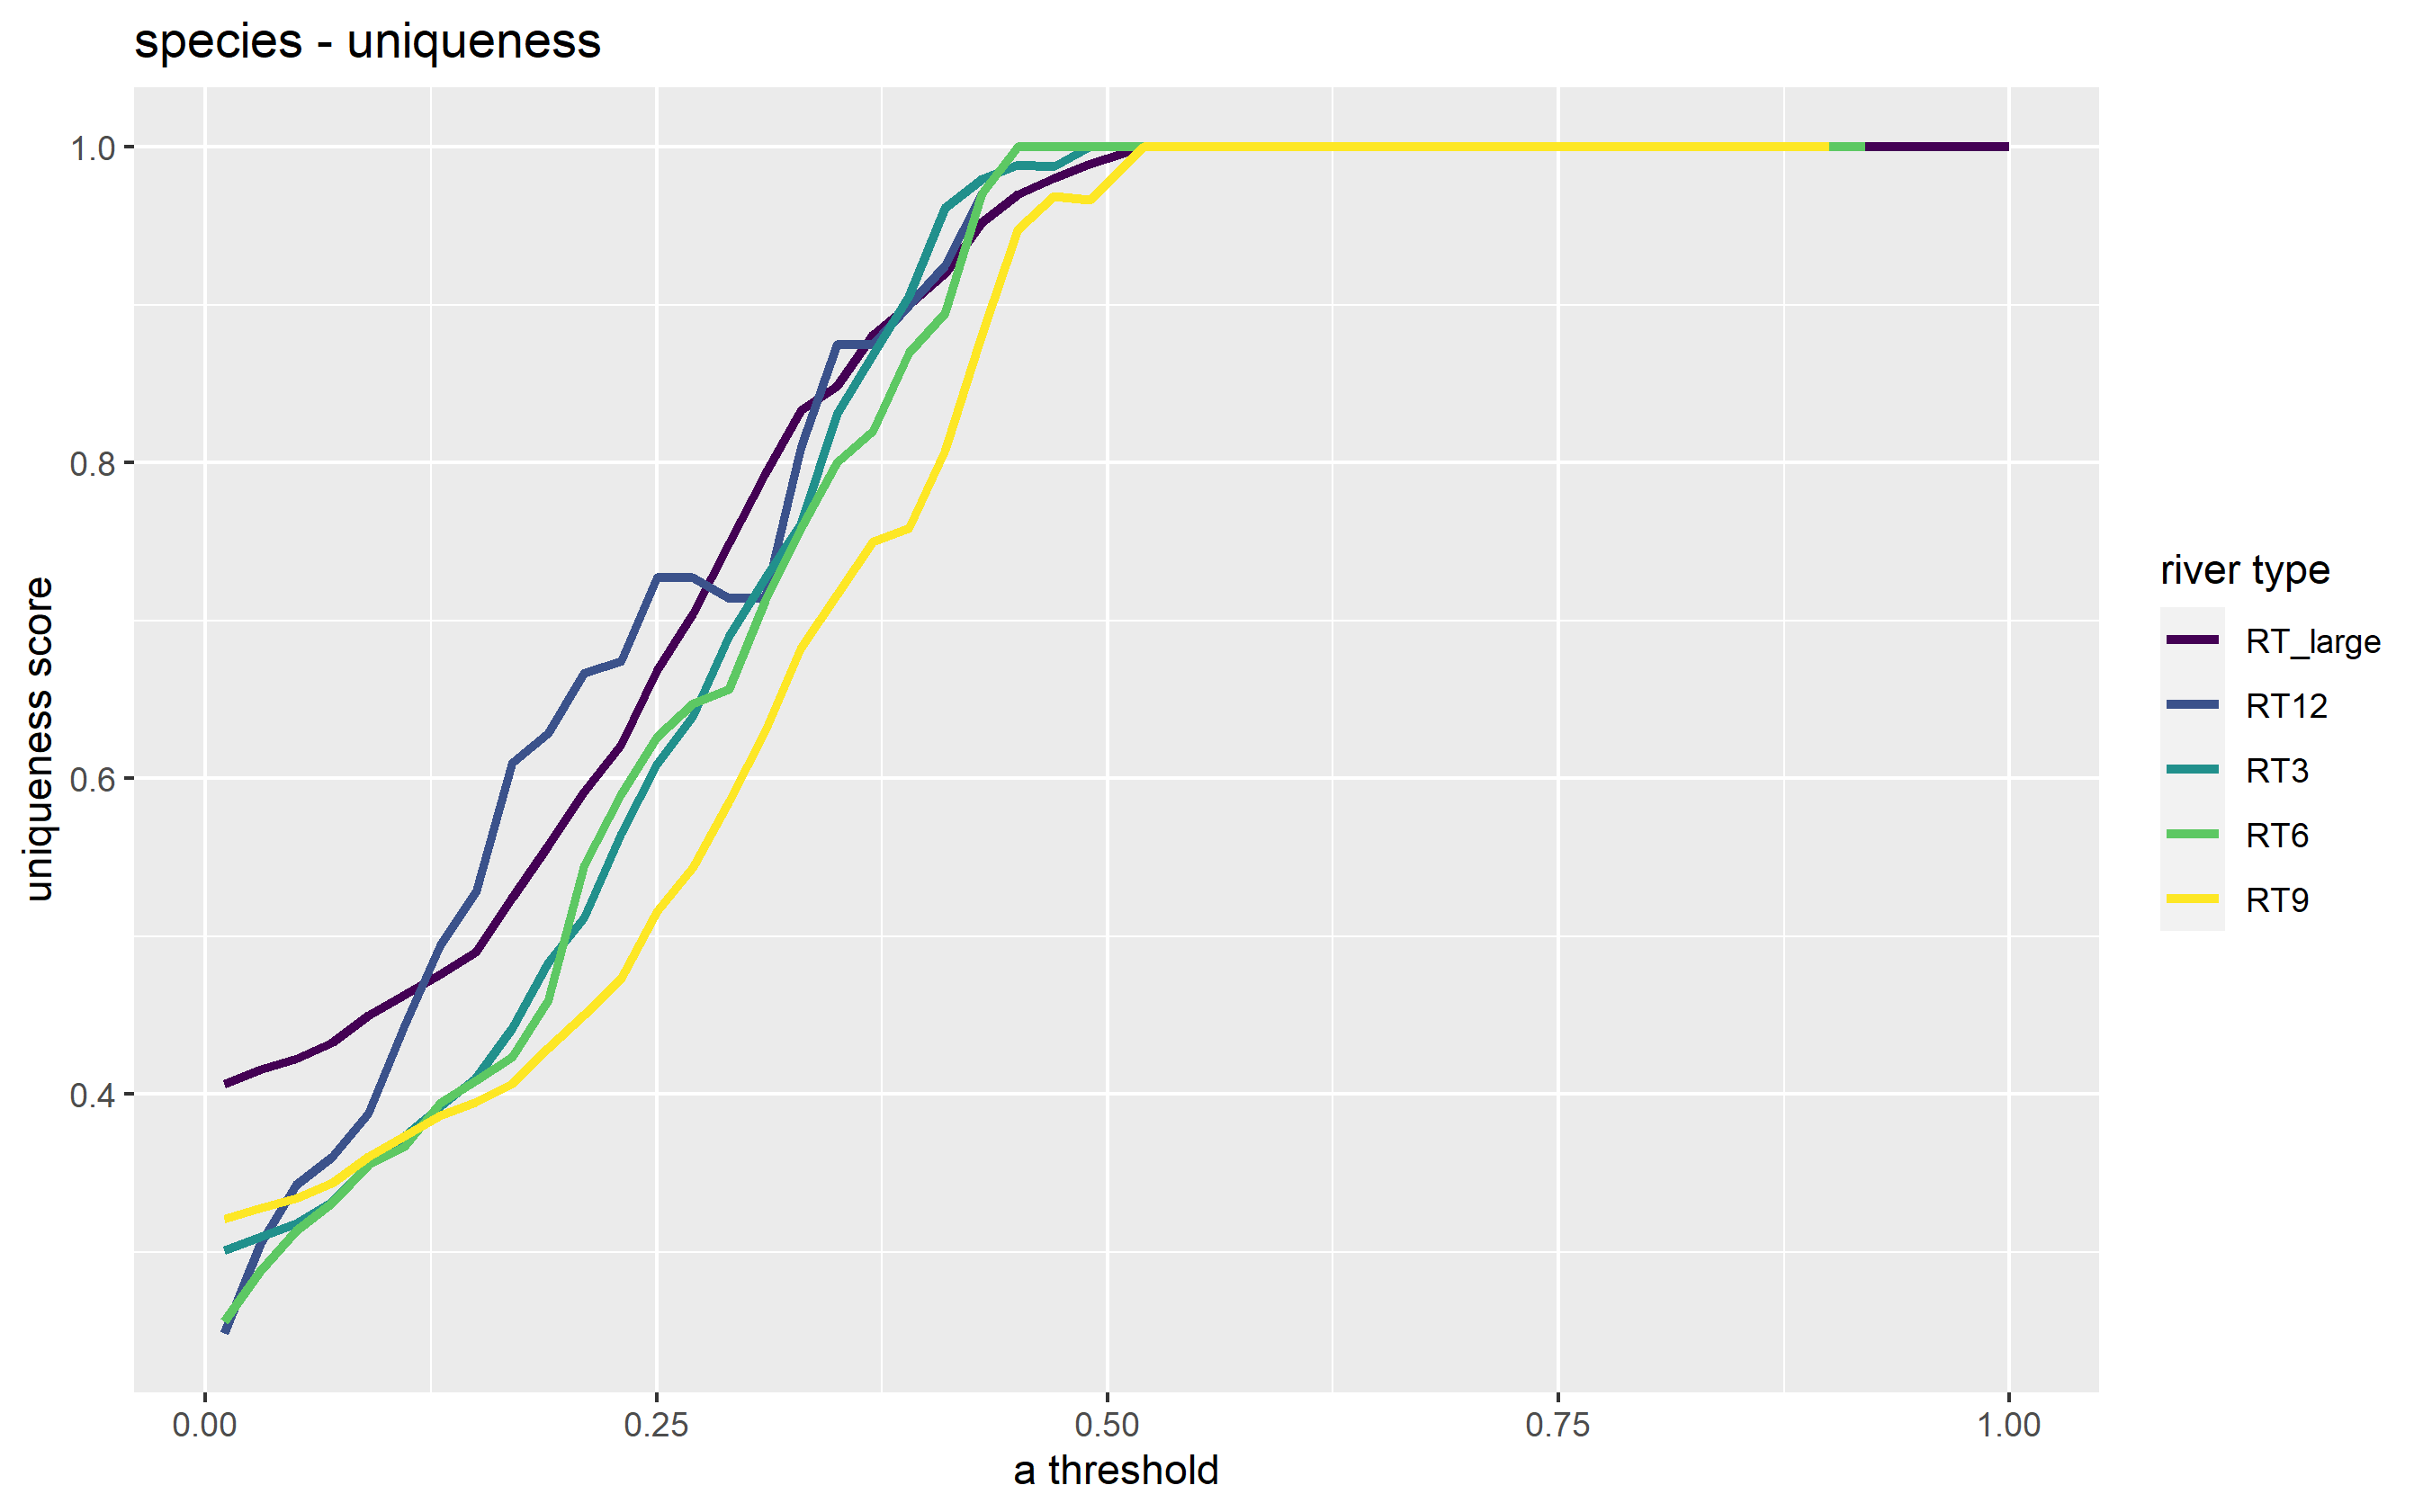 species - uniqueness
1.0
0.8
0.6
0.4
uniqueness score
0.00 0.25 0.50 0.75 1.00
a threshold
river type
RT_large
RT12
RT3
RT6
RT9